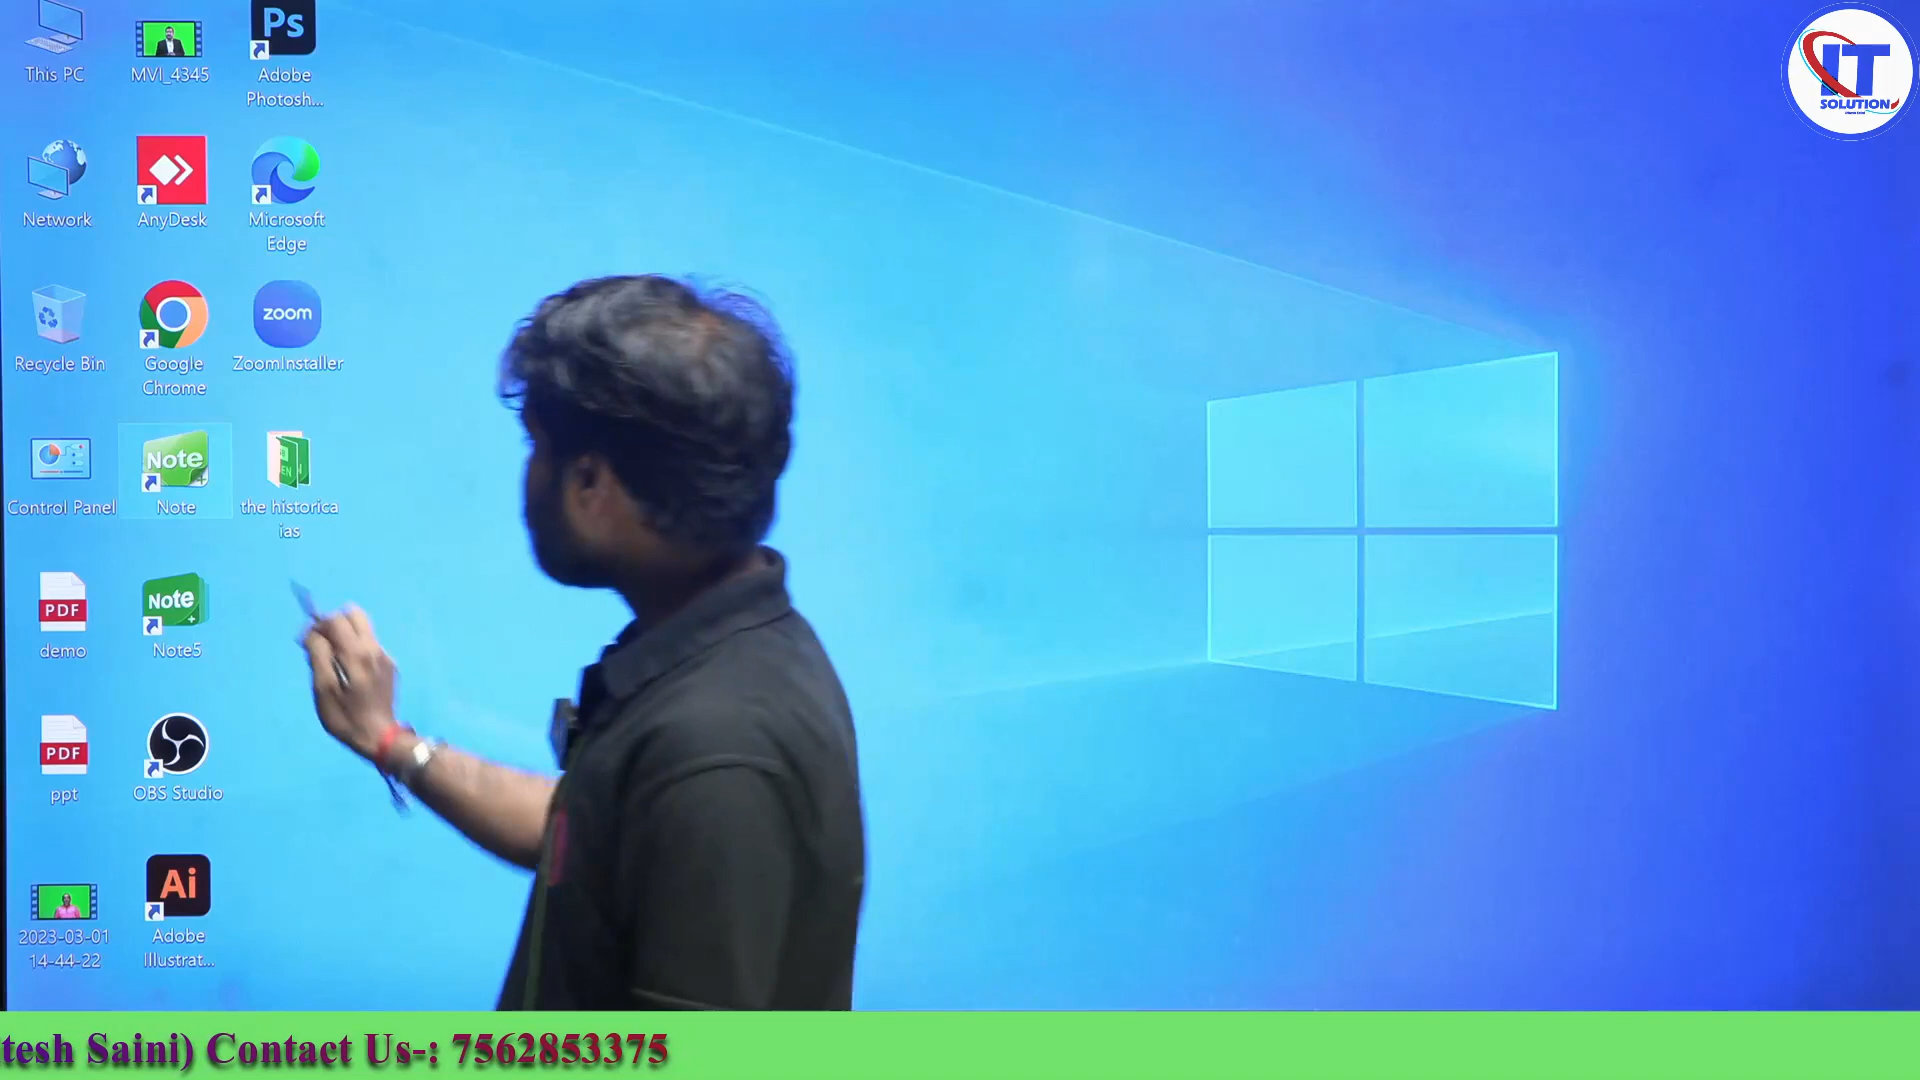 This PC
MVI_4345
Ps
Adobe
Photosh...
IT
SOLUTION
Network
AnyDesk
Microsoft
Edge
Recycle Bin
Google
Chrome
zoom
ZoomInstaller
Control Panel
Note
Note
EN
the historica
ias
PDF
demo
Note
Note5
PDF
ppt
OBS Studio
2023-03-01
14-44-22
Ai
Adobe
Illustrat...
tesh Saini) Contact Us-: 7562853375